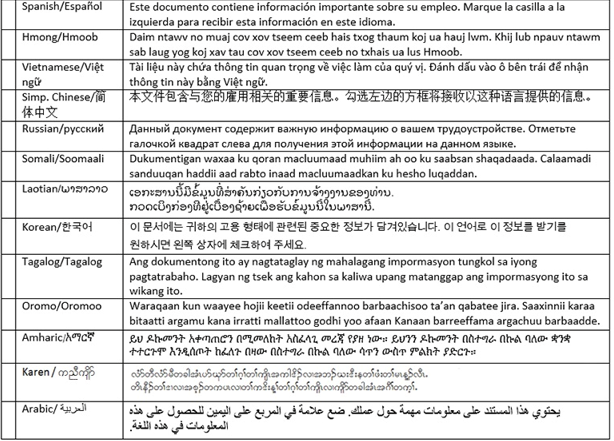 Spanish/Español
Este documento contiene información importante sobre su empleo. Marque la casilla a la
izquierda para recibir esta información en este idioma.
Hmong/Hmoob
Daim ntawv no muaj cov xov tseem ceeb hais txog thaum koj ua hauj lwm. Khij lub npauv ntawm
sab laug yog koj xav tau cov xov tseem ceeb no txhais ua lus Hmoob.
Vietnamese/Việt
ngữ
Tài liệu này chứa thông tin quan trọng về việc làm của quý vị. Đánh dấu vào ô bên trái để nhận
thông tin này bằng Việt ngữ.
Simp. Chinese/简
体中文
本文件包含与您的雇用相关的重要信息。勾选左边的方框将接收以这种语言提供的信息。
Russian/русский
Данный документ содержит важную информацию о вашем трудоустройстве. Отметьте
галочкой квадрат слева для получения этой информации на данном языке.
Somali/Soomaali
Dukumentigan waxaa ku qoran macluumaad muhiim ah oo ku saabsan shaqadaada. Calaamadi
sanduuqan haddii aad rabto inaad macluumaadkan ku hesho luqaddan.
Laotian/ພາສາລາວ
ເອກະສານນີ້ມີຂໍ້ມູນທີ່ສຳຄັນກ່ຽວກັບການຈ້າງງານຂອງທ່ານ.
ກວດເບິ່ງກ່ອງທີ່ຢູ່ເບື້ອງຊ້າຍເພື່ອຮັບຂໍ້ມູນນີ້ໃນພາສານີ້.
Korean/한국어
이 문서에는 귀하의 고용 형태에 관련된 중요한 정보가 담겨있습니다. 이 언어로 이 정보를 받기를
원하시면 왼쪽 상자에 체크하여 주세요.
Tagalog/Tagalog
Ang dokumentong ito ay nagtataglay ng mahalagang impormasyon tungkol sa iyong
pagtatrabaho. Lagyan ng tsek ang kahon sa kaliwa upang matanggap ang impormasyong ito sa
wikang ito.
Oromo/Oromoo
Waraqaan kun waayee hojii keetii odeeffannoo barbaachisoo ta'an qabatee jira. Saaxinnii karaa
bitaatti argamu kana irratti mallattoo godhi yoo afaan Kanaan barreeffama argachuu barbaadde.
Amharic/አማርኛ
ይህ ዶኩመንት አቀጣጠሮን በሚመለከት አስፈላጊ መረጃ የያዘ ነው። ይህንን ዶኩመንት በስተግራ በኩል ባለው ቋንቋ
ተተርጉሞ እንዲሰጦት ከፈለጉ በዛው በስተግራ በኩል ባለው ሳጥን ውስጥ ምልክት ያድርጉ።
Karen / ကညီကျိာ်
Arabic/ العربية
يحتوي هذا المستند على معلومات مهمة حول عملك. ضع علامة في المربع على اليمين للحصول على هذه
المعلومات في هذه اللغة.